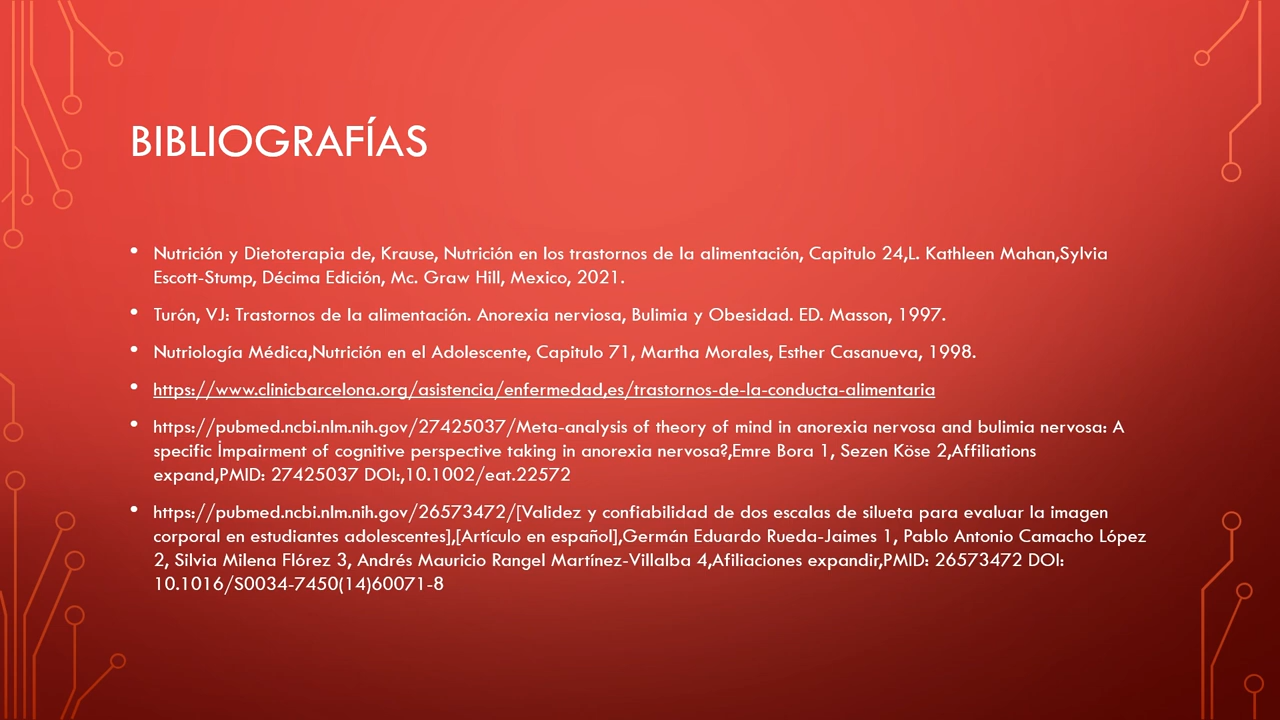 BIBLIOGRAFÍAS
• Nutrición y Dietoterapia de, Krause, Nutrición en los trastornos de la alimentación, Capitulo 24,L. Kathleen Mahan,Sylvia
Escott-Stump, Décima Edición, Mc. Graw Hill, Mexico, 2021.
• Turón, VJ: Trastornos de la alimentación. Anorexia nerviosa, Bulimia y Obesidad. ED. Masson, 1997.
• Nutriología Médica,Nutrición en el Adolescente, Capitulo 71, Martha Morales, Esther Casanueva, 1998.
• https://www.clinicbarcelona.org/asistencia/enfermedad,es/trastornos-de-la-conducta-alimentaria
• https://pubmed.ncbi.nlm.nih.gov/27425037/Meta-analysis of theory of mind in anorexia nervosa and bulimia nervosa: A
specific İmpairment of cognitive perspective taking in anorexia nervosa?,Emre Bora 1, Sezen Köse 2,Affiliations
expand,PMID: 27425037 DOI:,10.1002/eat.22572
• https://pubmed.ncbi.nlm.nih.gov/26573472/[Validez y confiabilidad de dos escalas de silueta para evaluar la imagen
corporal en estudiantes adolescentes],[Artículo en español],Germán Eduardo Rueda-Jaimes 1, Pablo Antonio Camacho López
2, Silvia Milena Flórez 3, Andrés Mauricio Rangel Martínez-Villalba 4,Afiliaciones expandir,PMID: 26573472 DOI:
10.1016/S0034-7450(14)60071-8